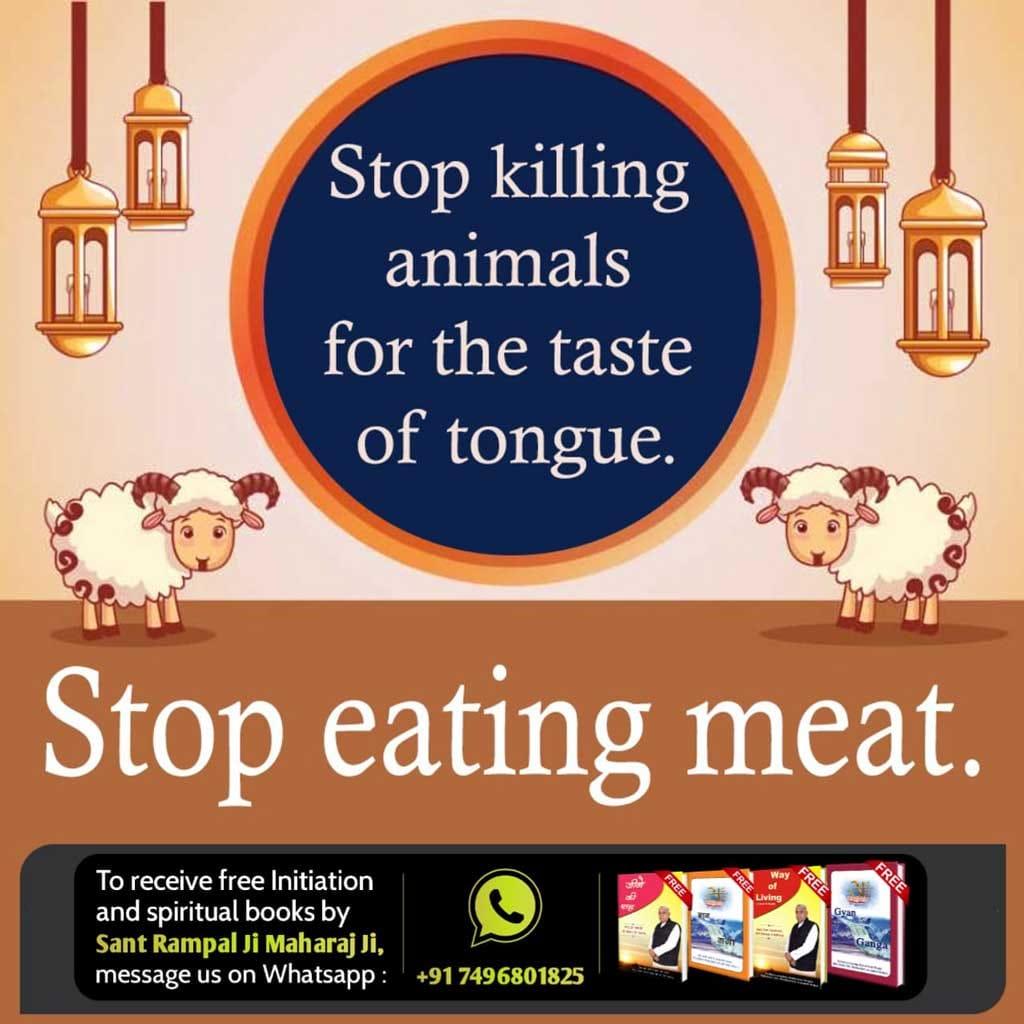 Stop killing
animals
for the taste
of tongue.
Stop eating meat.
To receive free Initiation
and spiritual books by
Sant Rampal Ji Maharaj Ji,
message us on Whatsapp :
+91 7496801825
FREE
FREE
Way
of
Living
FREE
Gyan
Ganga
FREE